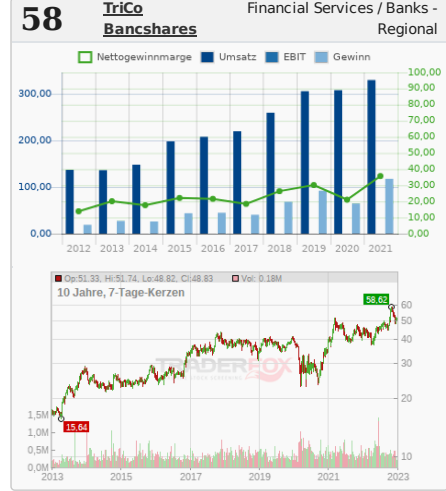 58
TriCo
Bancshares
Financial Services / Banks -
Regional
Nettogewinnmarge Umsatz EBIT Gewinn
300,00
200,00
100,00
0,00
100,00
90,00
80,00
70,00
60,00
50,00
40,00
30,00
20,00
10,00
0,00
2012 2013 2014 2015 2016 2017 2018 2019 2020 2021
Op:51.33, Hi:51.74, Lo:48.82, Cl:48.83 Vol: 0.18M
10 Jahre, 7-Tage-Kerzen
58,62
60
50
40
30
20
10
TRADERFOX
15,64
1,5M
1,0M
0,5M
0,0M
2013 2015 2017 2019 2021 2023